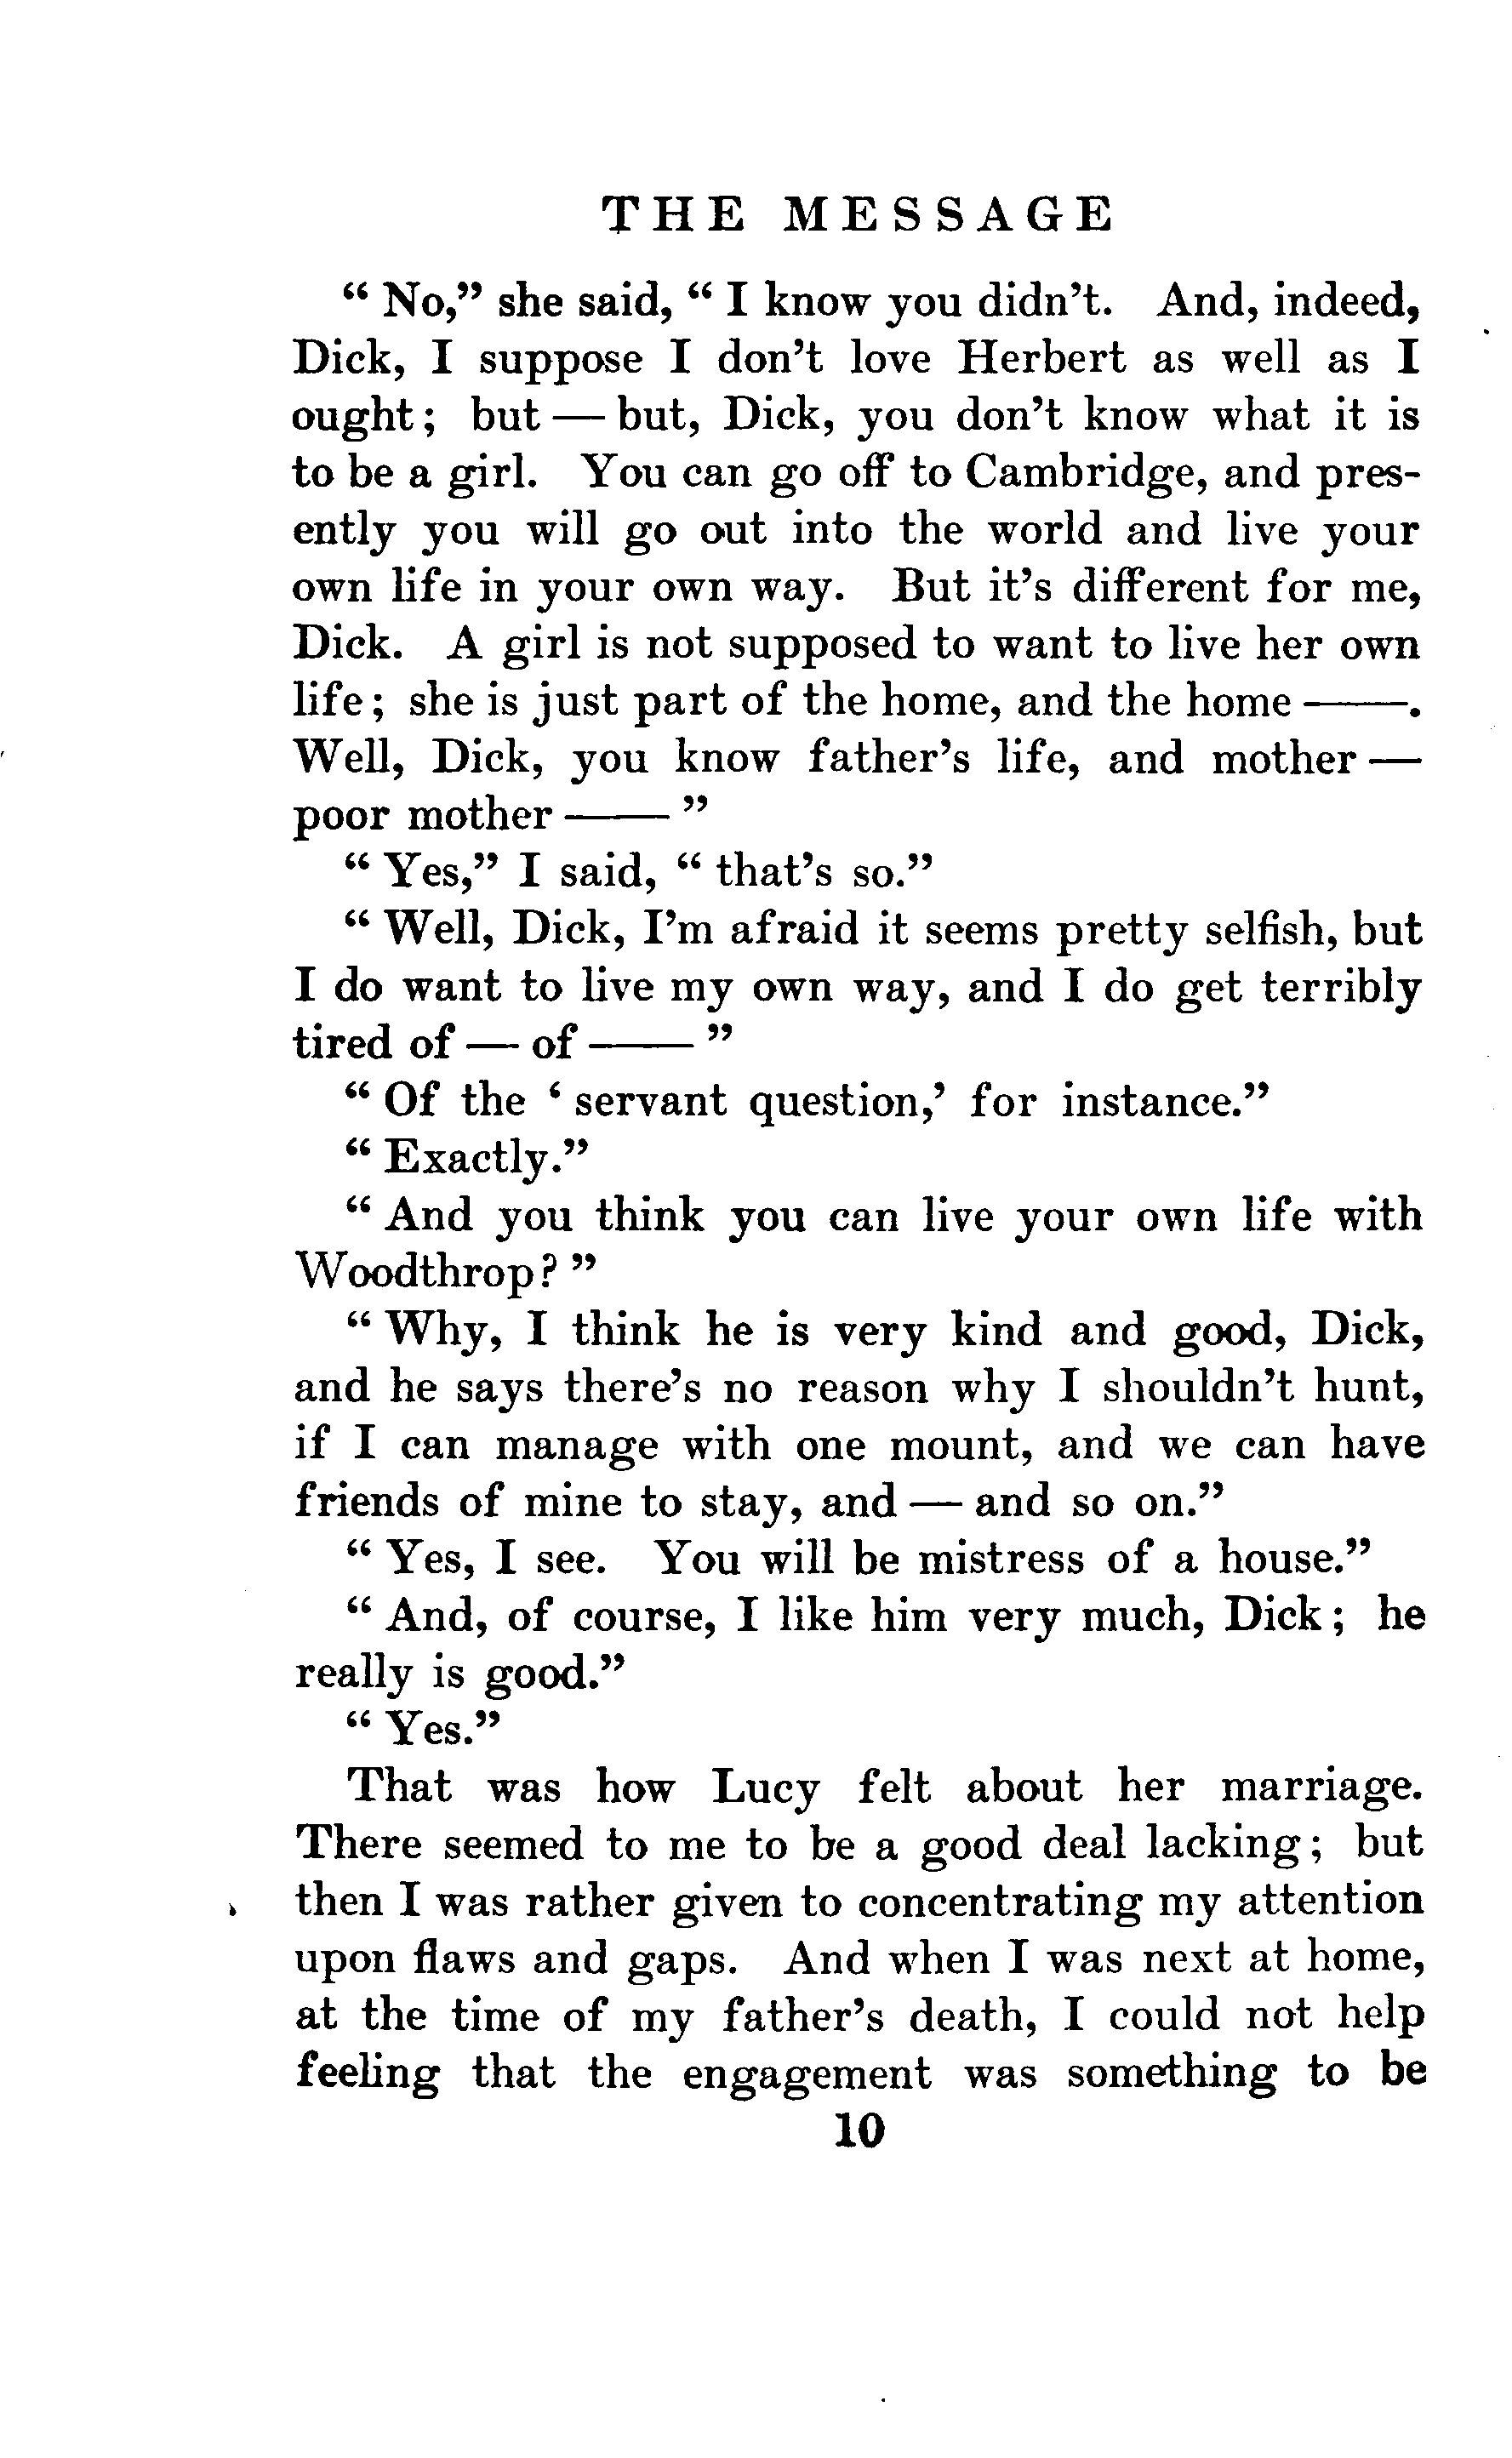 THE MESSAGE
“ No,” she said, “ I know you didn’t. And, indeed,
Dick, I suppose I don’t love Herbert as well as I
ought; but — but, Dick, you don’t know what it is
to be a girl. You can go off to Cambridge, and pres-
ently you will go out into the world and live your
own life in your own way. But it’s different for me,
Dick. A girl is not supposed to want to live her own
life; she is just part of the home, and the home ——.
Well, Dick, you know father’s life, and mother —
poor mother —— ”
“ Yes,” I said, “ that’s so.”
“ Well, Dick, I’m afraid it seems pretty selfish, but
I do want to live my own way, and I do get terribly
tired of — of —— ”
“ Of the ‘ servant question,’ for instance.”
“ Exactly.”
“ And you think you can live your own life with
Woodthrop? ”
“ Why, I think he is very kind and good, Dick,
and he says there’s no reason why I shouldn’t hunt,
if I can manage with one mount, and we can have
friends of mine to stay, and — and so on.”
“ Yes, I see. You will be mistress of a house.”
“ And, of course, I like him very much, Dick; he
really is good.”
“ Yes.”
That was how Lucy felt about her marriage.
There seemed to me to be a good deal lacking; but
then I was rather given to concentrating my attention
upon flaws and gaps. And when I was next at home,
at the time of my father’s death, I could not help
feeling that the engagement was something to be
10